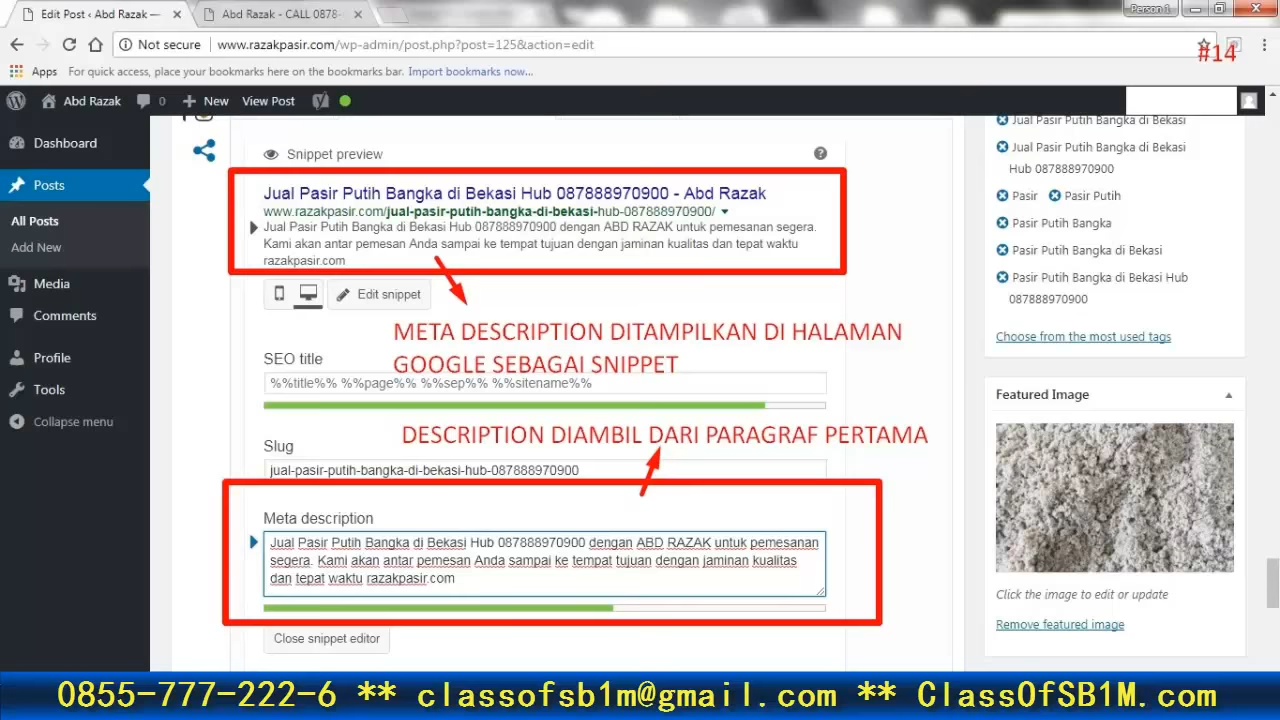 Edit Post ‹ Abd Razak —
Abd Razak - CALL 0878-
Person 1
Not secure
www.razakpasir.com/wp-admin/post.php?post=125&action=edit
#14
Apps
For quick access, place your bookmarks here on the bookmarks bar. Import bookmarks now...
Abd Razak
0
New
View Post
Dashboard
Posts
All Posts
Add New
Media
Comments
Profile
Tools
Collapse menu
Snippet preview
Jual Pasir Putih Bangka di Bekasi Hub 087888970900 - Abd Razak
www.razakpasir.com/jual-pasir-putih-bangka-di-bekasi-hub-087888970900/
Jual Pasir Putih Bangka di Bekasi Hub 087888970900 dengan ABD RAZAK untuk pemesanan segera.
Kami akan antar pemesan Anda sampai ke tempat tujuan dengan jaminan kualitas dan tepat waktu
razakpasir.com
Edit snippet
META DESCRIPTION DITAMPILKAN DI HALAMAN
GOOGLE SEBAGAI SNIPPET
SEO title
%%title%% %%page%% %%sep%% %%sitename%%
DESCRIPTION DIAMBIL DARI PARAGRAF PERTAMA
Slug
jual-pasir-putih-bangka-di-bekasi-hub-087888970900
Meta description
Jual Pasir Putih Bangka di Bekasi Hub 087888970900 dengan ABD RAZAK untuk pemesanan
segera. Kami akan antar pemesan Anda sampai ke tempat tujuan dengan jaminan kualitas
dan tepat waktu razakpasir.com
Close snippet editor
Jual Pasir Putih Bangka di Bekasi
Jual Pasir Putih Bangka di Bekasi
Hub 087888970900
Pasir
Pasir Putih
Pasir Putih Bangka
Pasir Putih Bangka di Bekasi
Pasir Putih Bangka di Bekasi Hub
087888970900
Choose from the most used tags
Featured Image
Click the image to edit or update
Remove featured image
0855-777-222-6 ** classofsb1m@gmail.com ** ClassOfSB1M.com